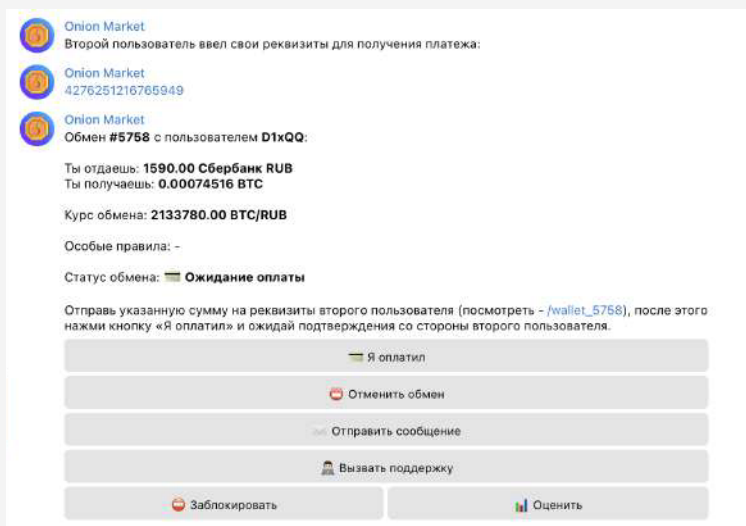 Onion Market
Второй пользователь ввел свои реквизиты для получения платежа:
Onion Market
4276251216765949
Onion Market
Обмен #5758 с пользователем D1xQQ:
Ты отдаешь: 1590.00 Сбербанк RUB
Ты получаешь: 0.00074516 BTC
Курс обмена: 2133780.00 BTC/RUB
Особые правила: -
Статус обмена: 💳 Ожидание оплаты
Отправь указанную сумму на реквизиты второго пользователя (посмотреть - /wallet_5758), после этого
нажми кнопку «Я оплатил» и ожидай подтверждения со стороны второго пользователя.
Я оплатил
Отменить обмен
Отправить сообщение
Вызвать поддержку
Заблокировать
Оценить